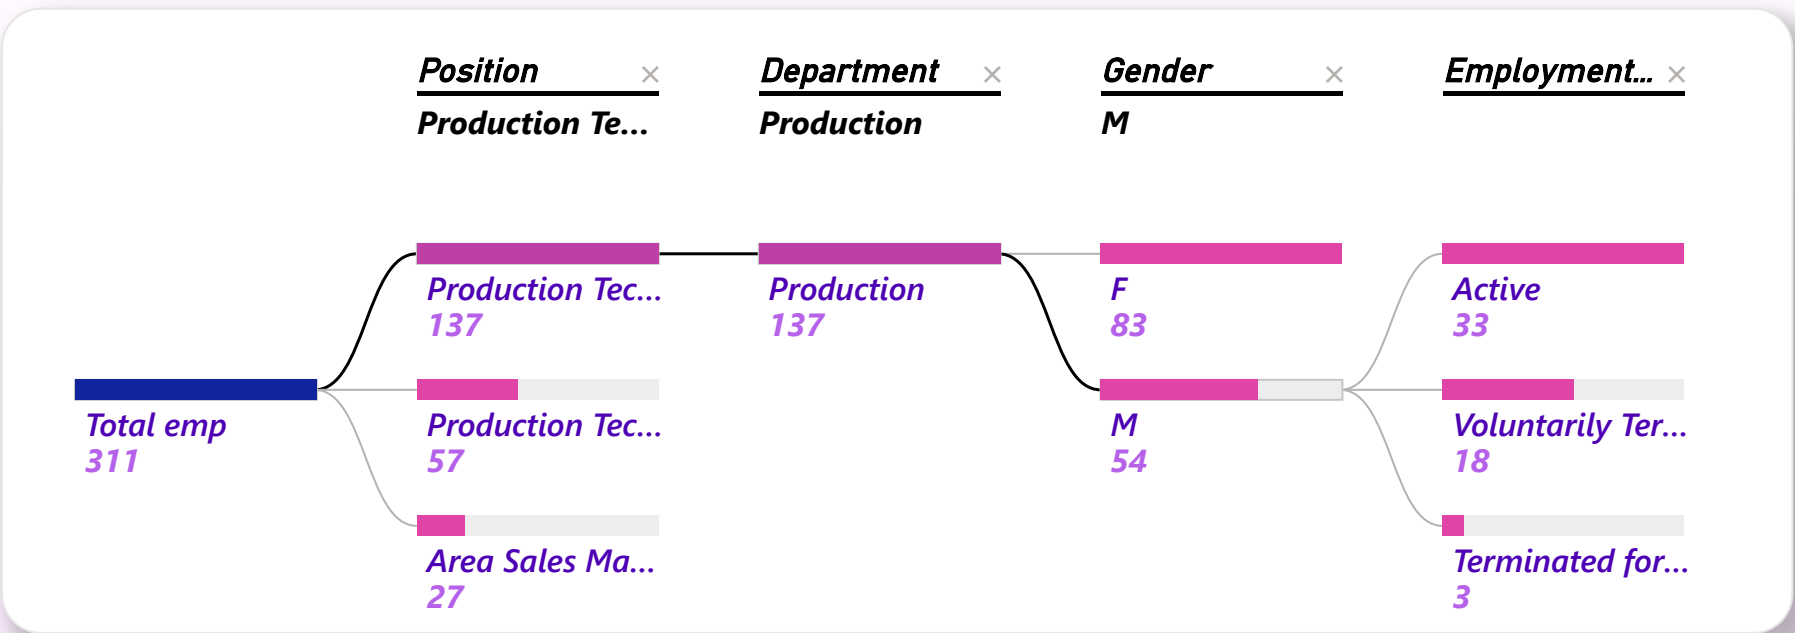 Position
Department
Gender
Employment...
Production Te...
Production
M
Production Tec...
137
Production
137
F
83
Active
33
Total emp
311
Production Tec...
57
M
54
Voluntarily Ter...
18
Area Sales Ma...
27
Terminated for...
3